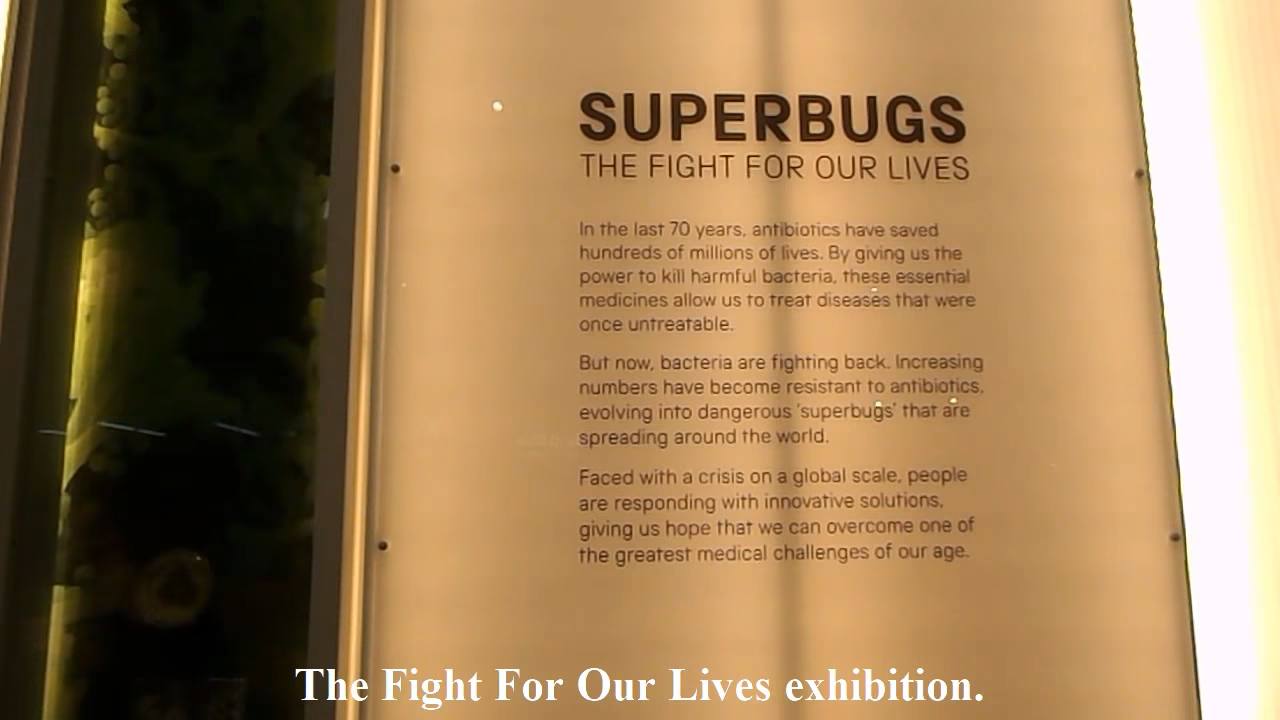 SUPERBUGS
THE FIGHT FOR OUR LIVES
In the last 70 years, antibiotics have saved
hundreds of millions of lives. By giving us the
power to kill harmful bacteria, these essential
medicines allow us to treat diseases that were
once untreatable.
But now, bacteria are fighting back. Increasing
numbers have become resistant to antibiotics,
evolving into dangerous 'superbugs' that are
spreading around the world.
Faced with a crisis on a global scale, people
are responding with innovative solutions,
giving us hope that we can overcome one of
the greatest medical challenges of our age.
The Fight For Our Lives exhibition.